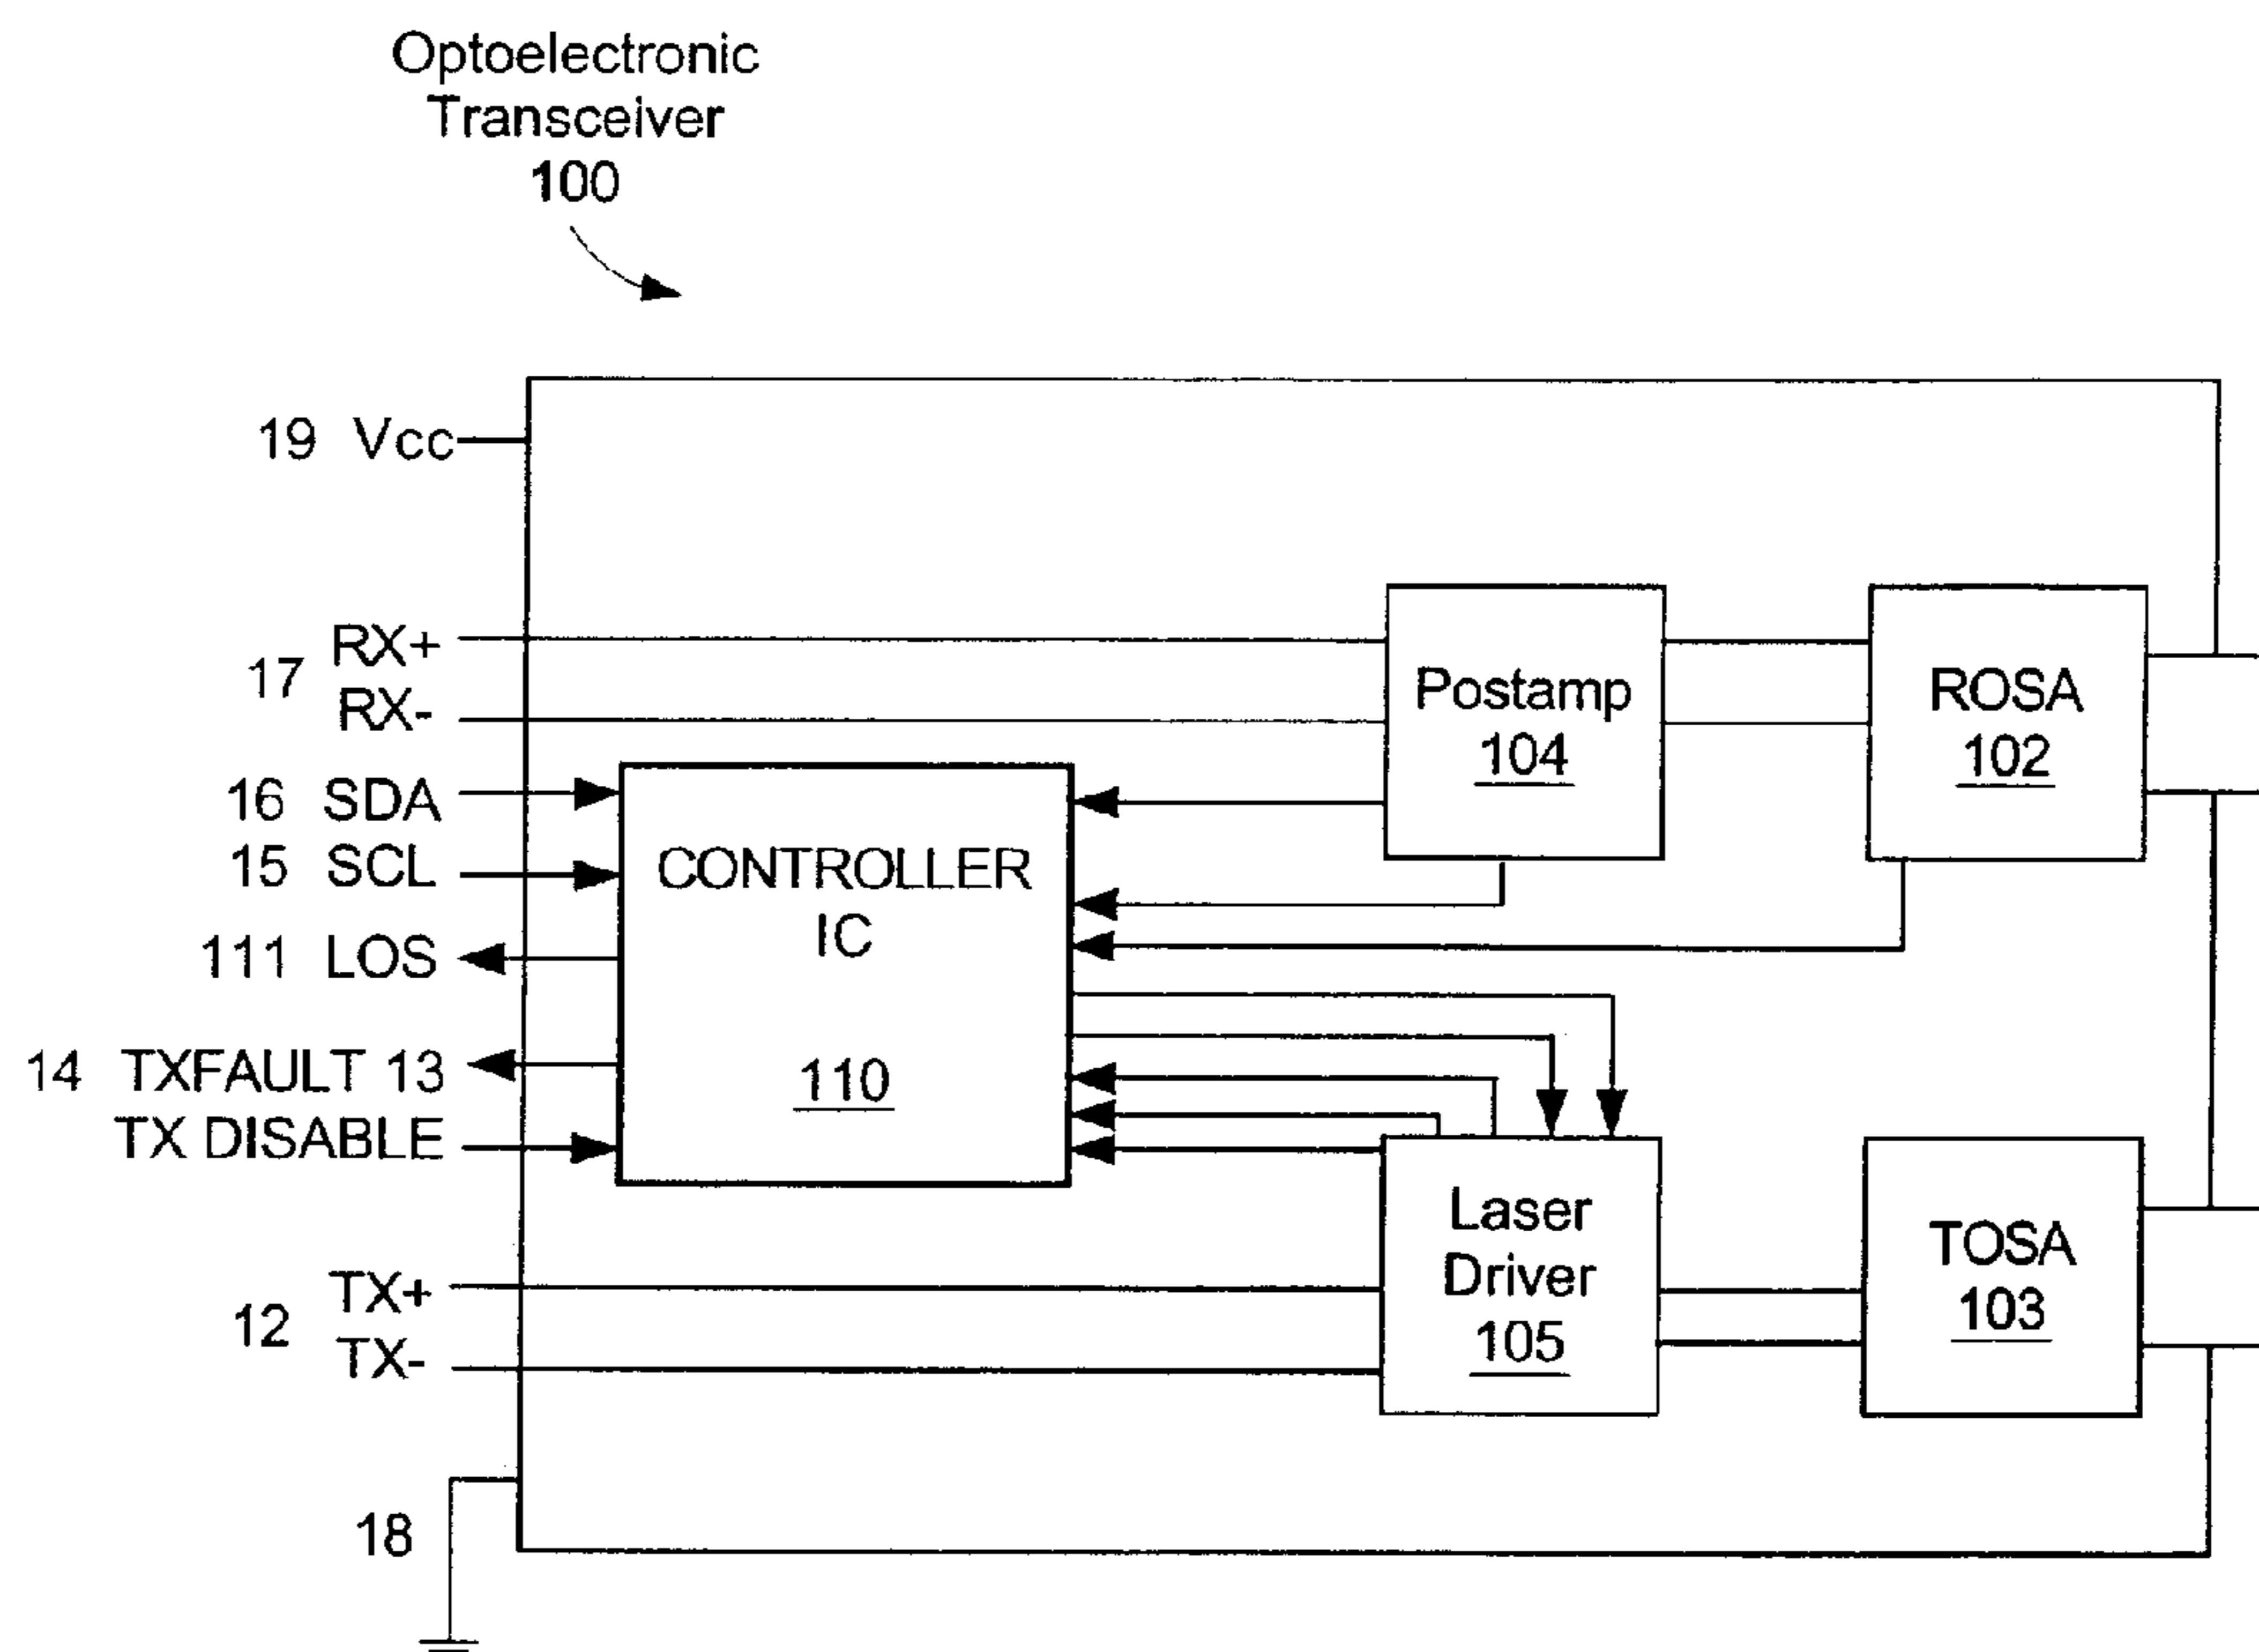 Optoelectronic
Transceiver
100
19 Vcc
17 RX+
RX-
Postamp
104
ROSA
102
16 SDA
15 SCL
111 LOS
14 TXFAULT 13
TX DISABLE
CONTROLLER
IC
110
Laser
Driver
105
TOSA
103
12 TX+
TX-
18